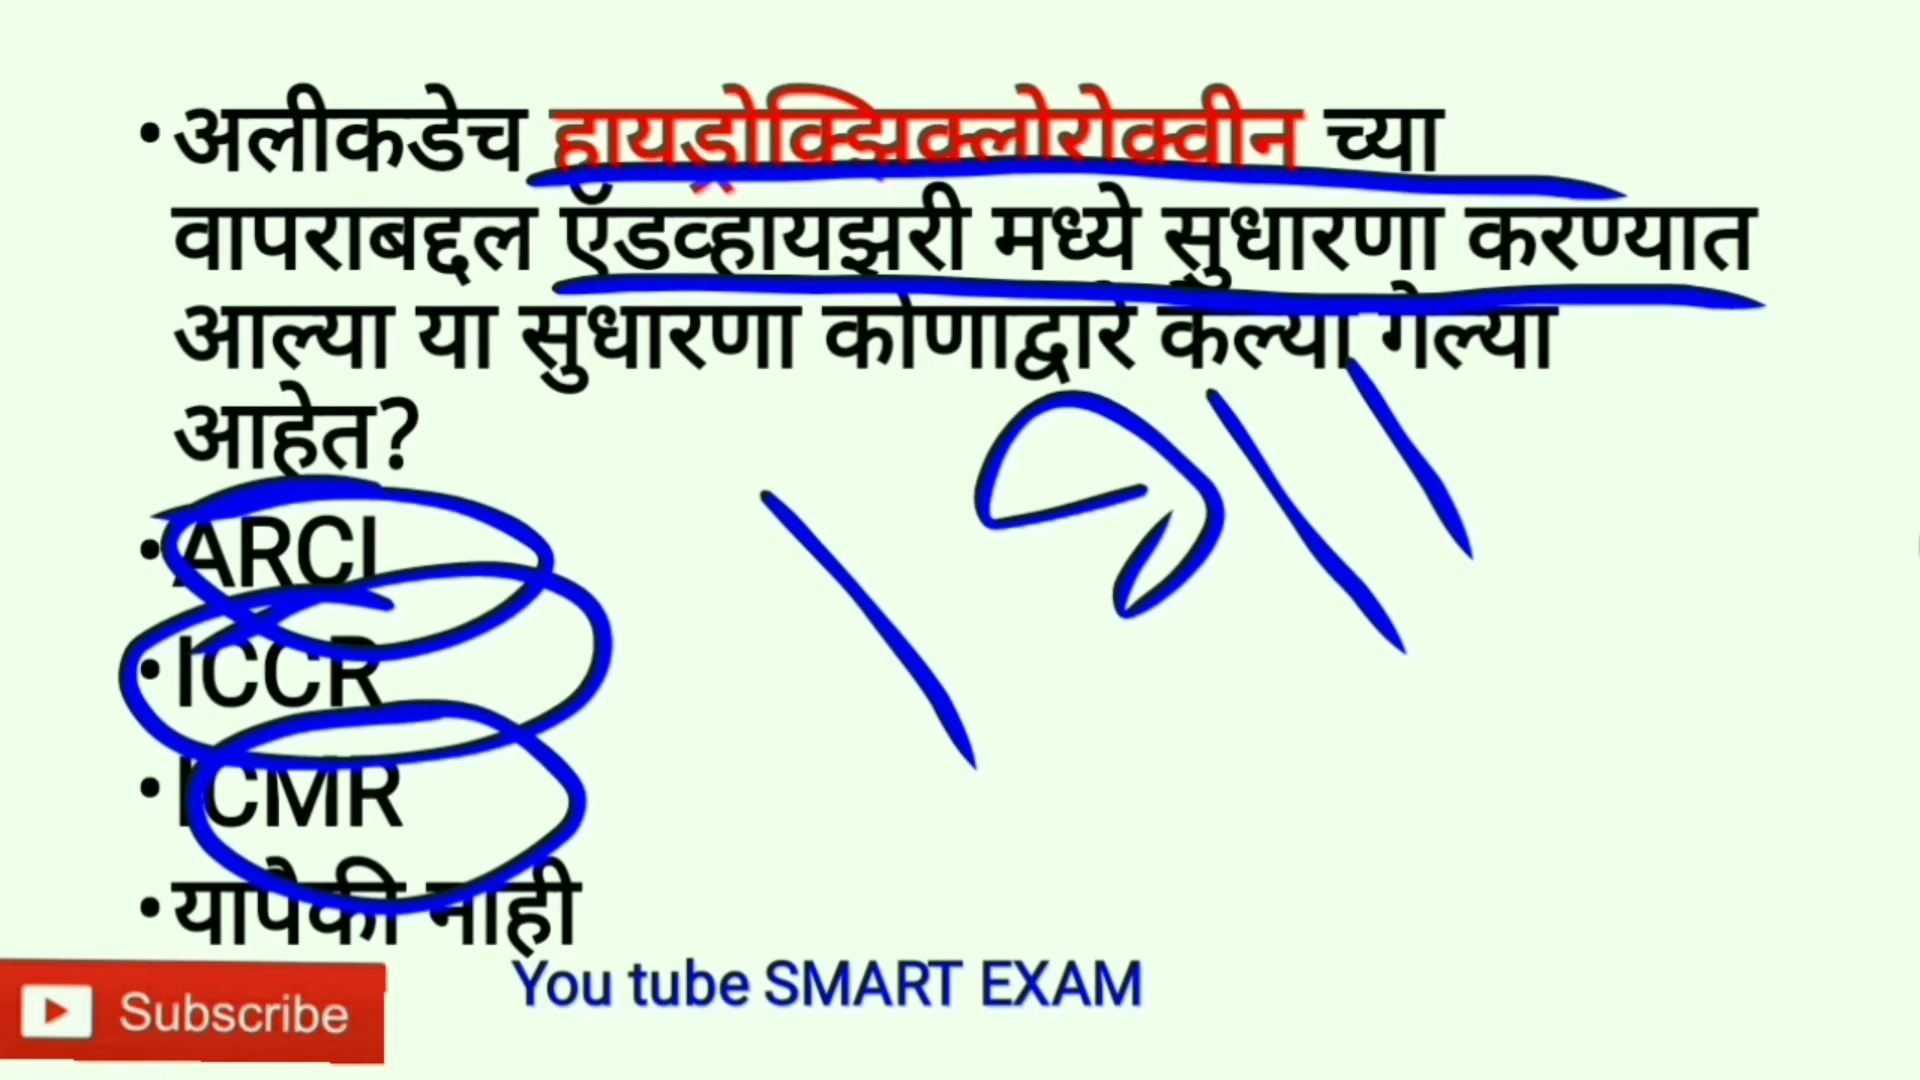 • अलीकडेच हायड्रोक्झिक्लोरोक्वीन च्या
वापराबद्दल ऍडव्हायझरी मध्ये सुधारणा करण्यात
आल्या या सुधारणा कोणाद्वारे केल्या गेल्या
आहेत?
• ARCI
• ICCR
• ICMR
• यापैकी नाही
You tube SMART EXAM
Subscribe